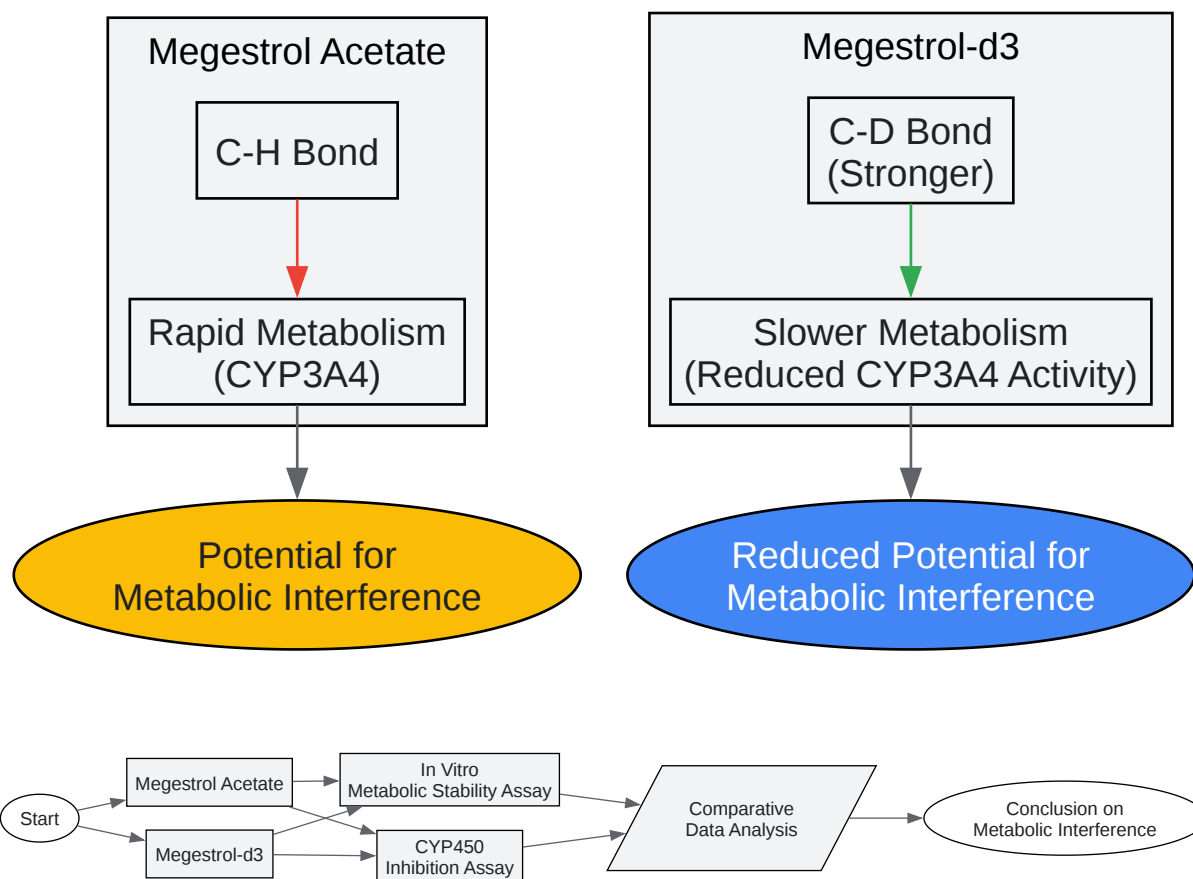 Megestrol Acetate
C-H Bond
Rapid Metabolism
(CYP3A4)
Potential for
Metabolic Interference
Megestrol-d3
C-D Bond
(Stronger)
Slower Metabolism
(Reduced CYP3A4 Activity)
Reduced Potential for
Metabolic Interference
Start
Megestrol Acetate
Megestrol-d3
In Vitro
Metabolic Stability Assay
CYP450
Inhibition Assay
Comparative
Data Analysis
Conclusion on
Metabolic Interference